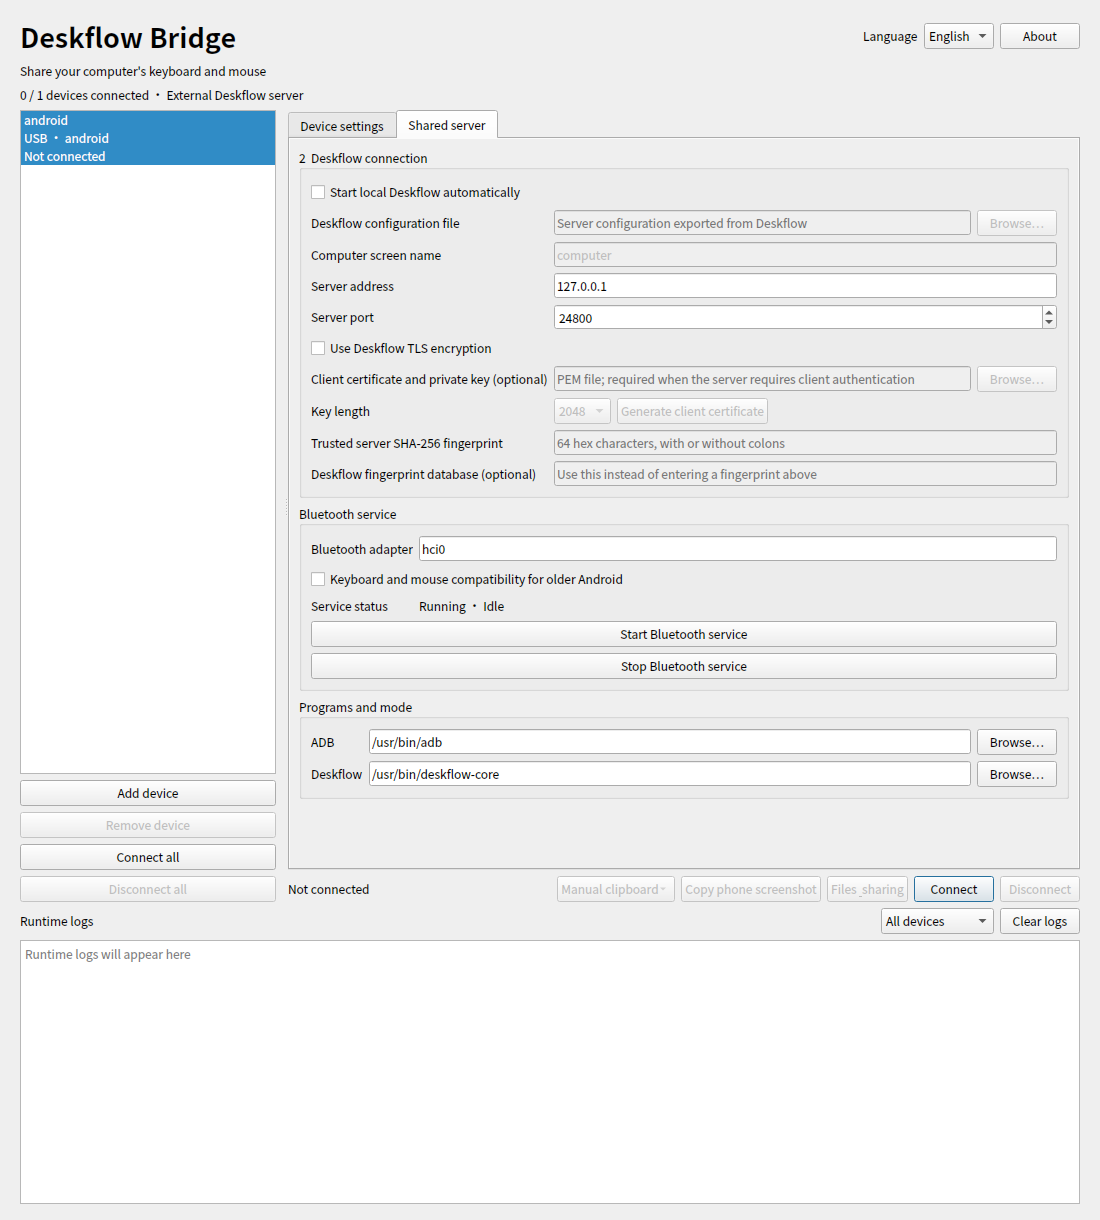 Deskflow Bridge
Language English About
Share your computer's keyboard and mouse
0 / 1 devices connected • External Deskflow server
android
USB • android
Not connected
Add device
Remove device
Connect all
Disconnect all
Device settings Shared server
2 Deskflow connection
Start local Deskflow automatically
Deskflow configuration file Server configuration exported from Deskflow Browse...
Computer screen name computer
Server address 127.0.0.1
Server port 24800
Use Deskflow TLS encryption
Client certificate and private key (optional) PEM file; required when the server requires client authentication Browse...
Key length 2048 Generate client certificate
Trusted server SHA-256 fingerprint 64 hex characters, with or without colons
Deskflow fingerprint database (optional) Use this instead of entering a fingerprint above
Bluetooth service
Bluetooth adapter hci0
Keyboard and mouse compatibility for older Android
Service status Running • Idle
Start Bluetooth service
Stop Bluetooth service
Programs and mode
ADB /usr/bin/adb Browse...
Deskflow /usr/bin/deskflow-core Browse...
Not connected Manual clipboard Copy phone screenshot Files_sharing Connect Disconnect
Runtime logs All devices Clear logs
Runtime logs will appear here